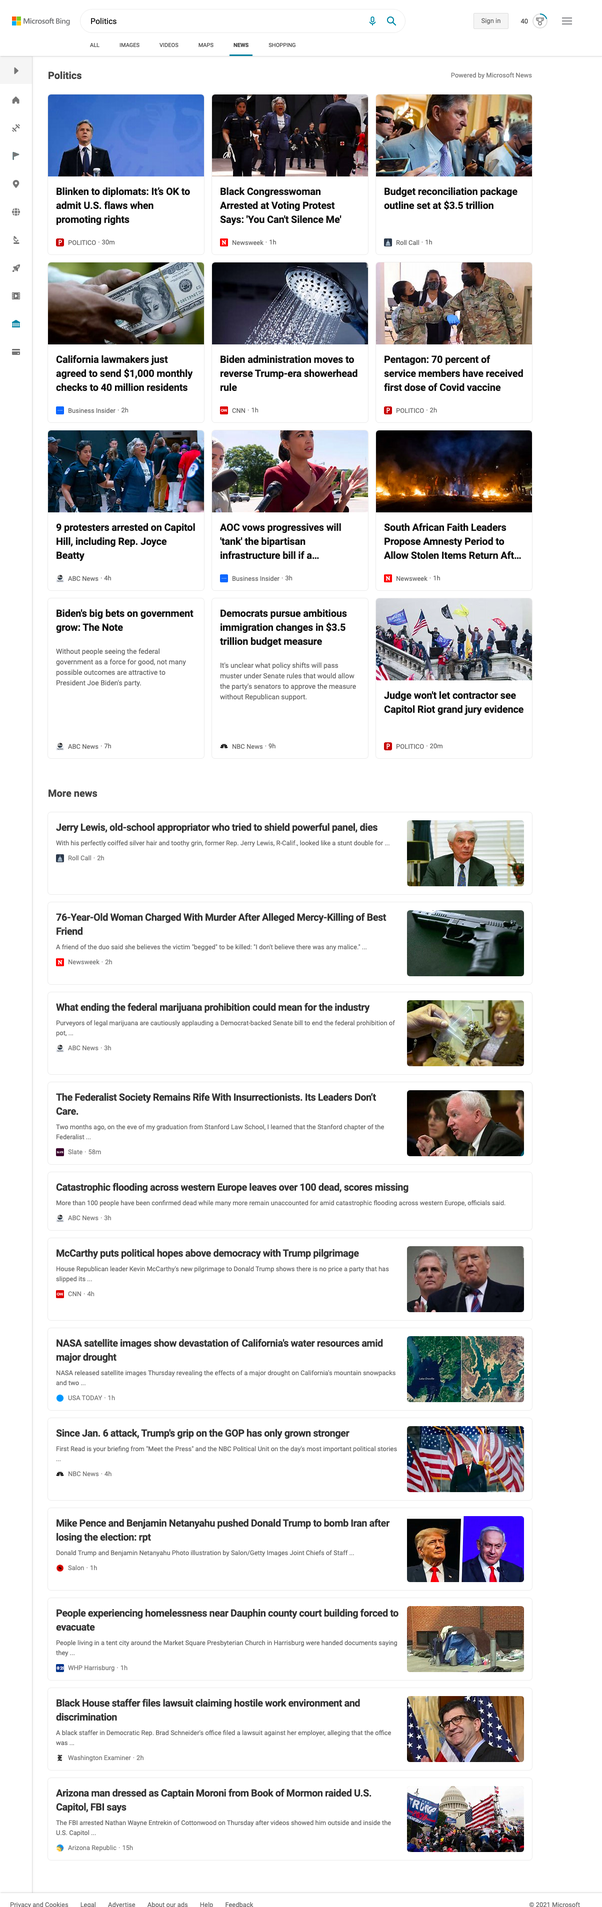 Microsoft Bing
Politics
Sign in
40
ALL
IMAGES
VIDEOS
MAPS
NEWS
SHOPPING
Politics
Powered by Microsoft News
Blinken to diplomats: It's OK to
admit U.S. flaws when
promoting rights
POLITICO · 30m
Black Congresswoman
Arrested at Voting Protest
Says: 'You Can't Silence Me'
Newsweek · 1h
Budget reconciliation package
outline set at $3.5 trillion
Roll Call · 1h
California lawmakers just
agreed to send $1,000 monthly
checks to 40 million residents
Business Insider · 2h
Biden administration moves to
reverse Trump-era showerhead
rule
CNN · 1h
Pentagon: 70 percent of
service members have received
first dose of Covid vaccine
POLITICO · 2h
9 protesters arrested on Capitol
Hill, including Rep. Joyce
Beatty
ABC News · 4h
AOC vows progressives will
'tank' the bipartisan
infrastructure bill if a...
Business Insider · 3h
South African Faith Leaders
Propose Amnesty Period to
Allow Stolen Items Return Aft...
Newsweek · 1h
Biden's big bets on government
grow: The Note
Without people seeing the federal
government as a force for good, not many
possible outcomes are attractive to
President Joe Biden's party.
ABC News · 7h
Democrats pursue ambitious
immigration changes in $3.5
trillion budget measure
It's unclear what policy shifts will pass
muster under Senate rules that would allow
the party's senators to approve the measure
without Republican support.
NBC News · 9h
Judge won't let contractor see
Capitol Riot grand jury evidence
POLITICO · 20m
More news
Jerry Lewis, old-school appropriator who tried to shield powerful panel, dies
With his perfectly coiffed silver hair and toothy grin, former Rep. Jerry Lewis, R-Calif., looked like a stunt double for ...
Roll Call · 2h
76-Year-Old Woman Charged With Murder After Alleged Mercy-Killing of Best
Friend
A friend of the duo said she believes the victim "begged" to be killed: "I don't believe there was any malice." ...
Newsweek · 2h
What ending the federal marijuana prohibition could mean for the industry
Purveyors of legal marijuana are cautiously applauding a Democrat-backed Senate bill to end the federal prohibition of
pot, ...
ABC News · 3h
The Federalist Society Remains Rife With Insurrectionists. Its Leaders Don't
Care.
Two months ago, on the eve of my graduation from Stanford Law School, I learned that the Stanford chapter of the
Federalist ...
Slate · 58m
Catastrophic flooding across western Europe leaves over 100 dead, scores missing
More than 100 people have been confirmed dead while many more remain unaccounted for amid catastrophic flooding across western Europe, officials said.
ABC News · 3h
McCarthy puts political hopes above democracy with Trump pilgrimage
House Republican leader Kevin McCarthy's new pilgrimage to Donald Trump shows there is no price a party that has
slipped its ...
CNN · 4h
NASA satellite images show devastation of California's water resources amid
major drought
NASA released satellite images Thursday revealing the effects of a major drought on California's mountain snowpacks
and two ...
USA TODAY · 1h
Since Jan. 6 attack, Trump's grip on the GOP has only grown stronger
First Read is your briefing from "Meet the Press" and the NBC Political Unit on the day's most important political stories
...
NBC News · 4h
Mike Pence and Benjamin Netanyahu pushed Donald Trump to bomb Iran after
losing the election: rpt
Donald Trump and Benjamin Netanyahu Photo illustration by Salon/Getty Images Joint Chiefs of Staff ...
Salon · 1h
People experiencing homelessness near Dauphin county court building forced to
evacuate
People living in a tent city around the Market Square Presbyterian Church in Harrisburg were handed documents saying
they ...
WHP Harrisburg · 1h
Black House staffer files lawsuit claiming hostile work environment and
discrimination
A black staffer in Democratic Rep. Brad Schneider's office filed a lawsuit against her employer, alleging that the office
was ...
Washington Examiner · 2h
Arizona man dressed as Captain Moroni from Book of Mormon raided U.S.
Capitol, FBI says
The FBI arrested Nathan Wayne Entrekin of Cottonwood on Thursday after videos showed him outside and inside the
U.S. Capitol ...
Arizona Republic · 15h
TRUMP
Privacy and Cookies
Legal
Advertise
About our ads
Help
Feedback
© 2021 Microsoft